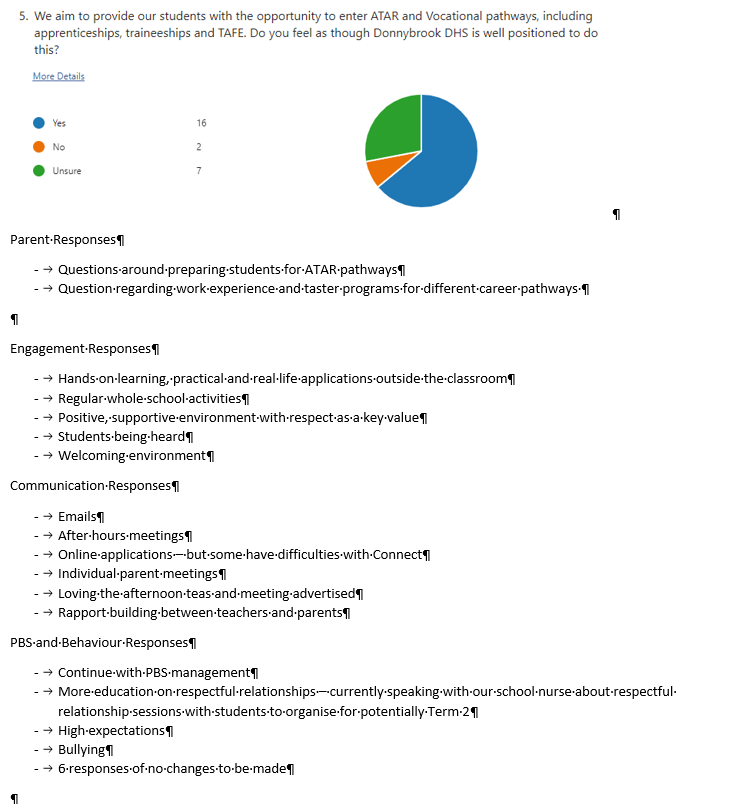 5. We aim to provide our students with the opportunity to enter ATAR and Vocational pathways, including
apprenticeships, traineeships and TAFE. Do you feel as though Donnybrook DHS is well positioned to do
this?
More Details
Yes 16
No 2
Unsure 7
¶
Parent·Responses¶
- → Questions·around·preparing·students·for·ATAR·pathways¶
- → Question·regarding·work·experience·and·taster·programs·for·different·career·pathways·¶
¶
Engagement·Responses¶
- → Hands·on·learning,·practical·and·real·life·applications·outside·the·classroom¶
- → Regular·whole·school·activities¶
- → Positive,·supportive·environment·with·respect·as·a·key·value¶
- → Students·being·heard¶
- → Welcoming·environment¶
Communication·Responses¶
- → Emails¶
- → After·hours·meetings¶
- → Online·applications·–·but·some·have·difficulties·with·Connect¶
- → Individual·parent·meetings¶
- → Loving·the·afternoon·teas·and·meeting·advertised¶
- → Rapport·building·between·teachers·and·parents¶
PBS·and·Behaviour·Responses¶
- → Continue·with·PBS·management¶
- → More·education·on·respectful·relationships·–·currently·speaking·with·our·school·nurse·about·respectful·
relationship·sessions·with·students·to·organise·for·potentially·Term·2¶
- → High·expectations¶
- → Bullying¶
- → 6·responses·of·no·changes·to·be·made¶
¶